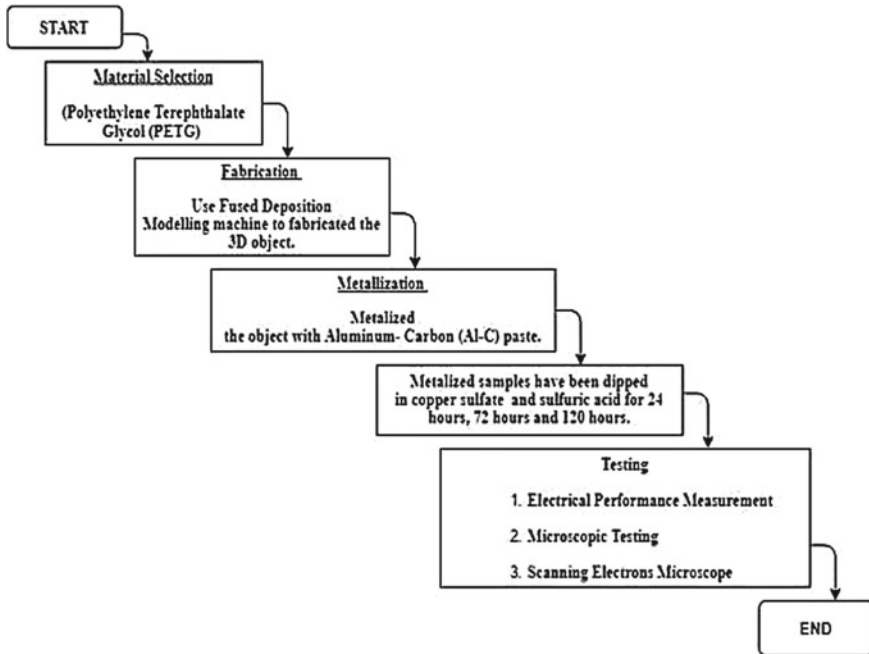 START
Material Selection
(Polyethylene Terephthalate
Glycol (PETG)
Fabrication
Use Fused Deposition
Modelling machine to fabricated the
3D object.
Metallization
Metalized
the object with Aluminum- Carbon (Al-C) paste.
Metalized samples have been dipped
in copper sulfate and sulfuric acid for 24
hours, 72 hours and 120 hours.
Testing
1. Electrical Performance Measurement
2. Microscopic Testing
3. Scanning Electrons Microscope
END